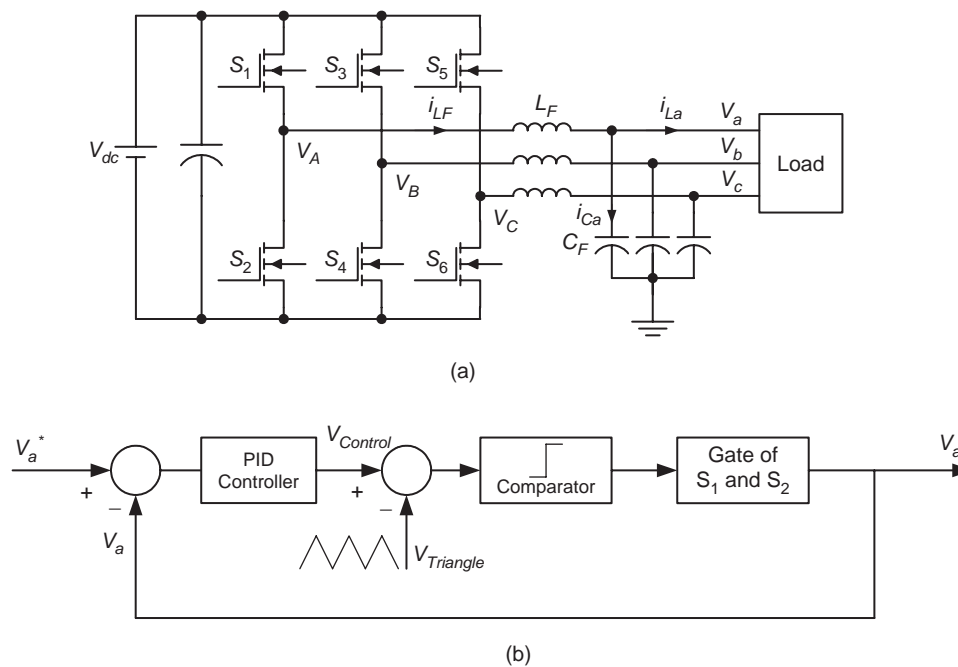 S1 S3 S5
iLF LF iLa Va
Vdc VA Vb Load
VB Vc
VC iCa
CF
S2 S4 S6
(a)
Va* VControl Va
PID Controller
Comparator
Gate of
S1 and S2
+ +
− −
Va VTriangle
(b)